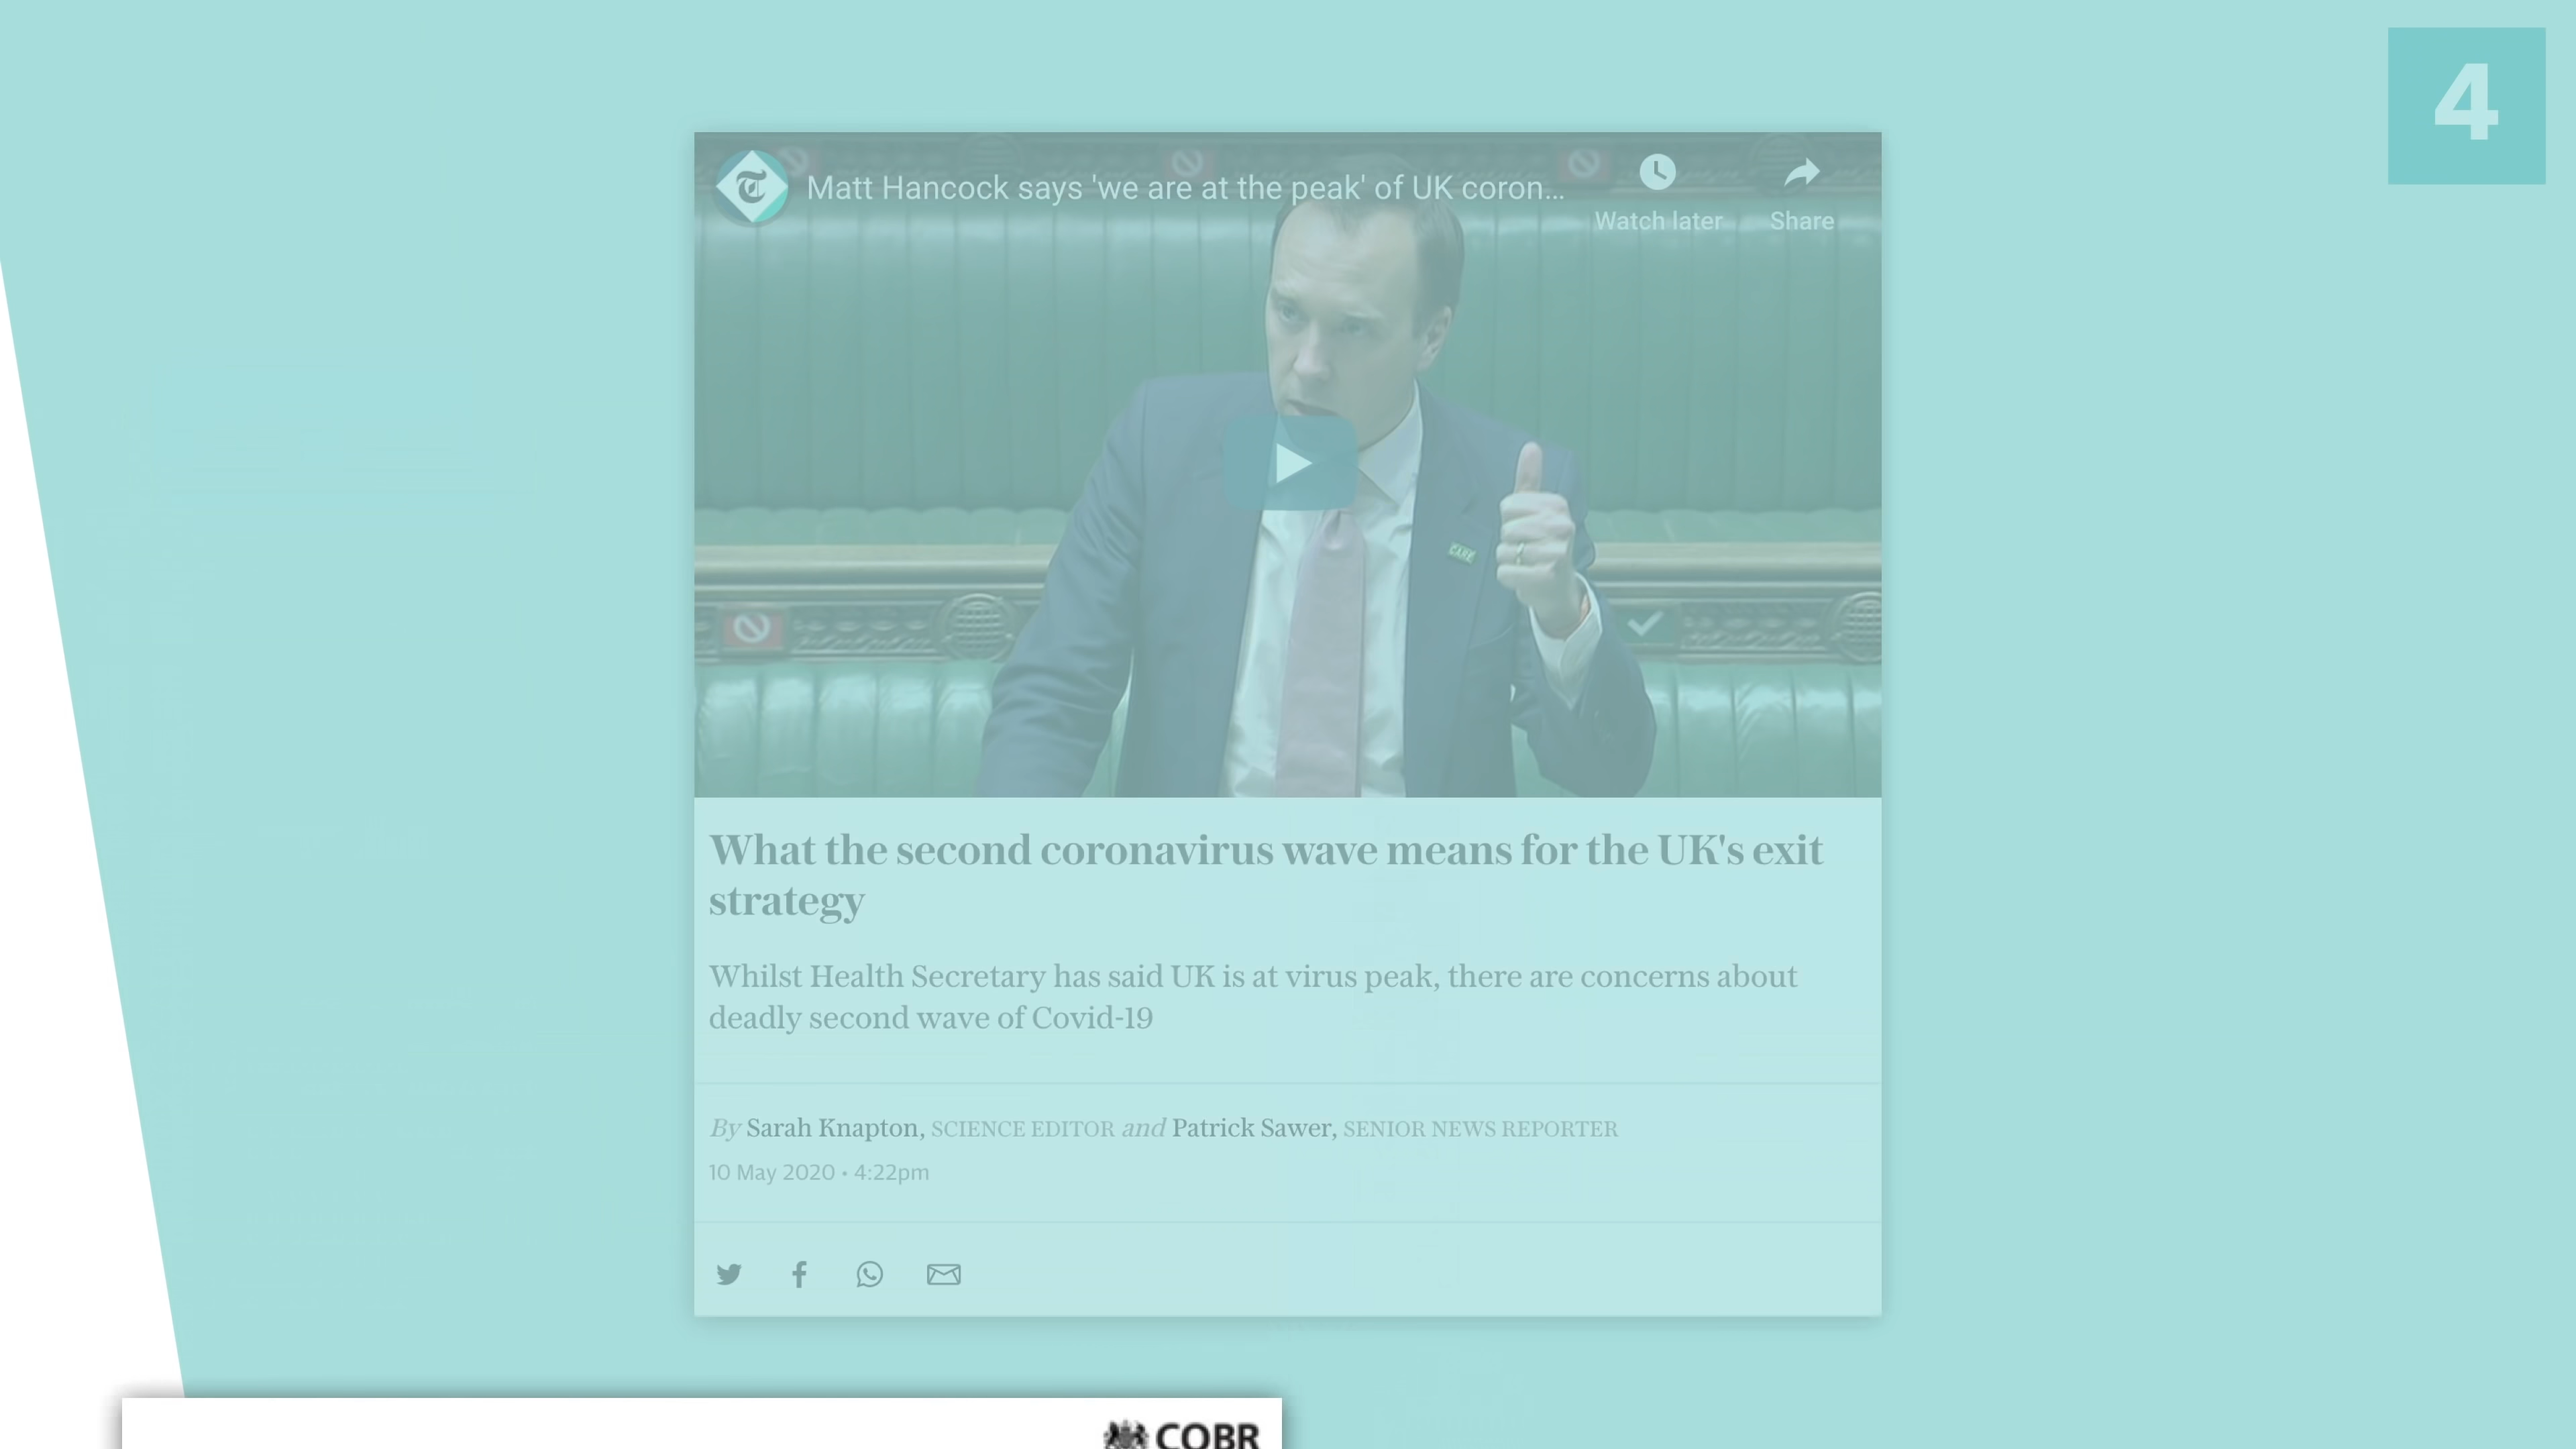 4
Matt Hancock says 'we are at the peak' of UK coron...
Watch later
Share
CARE
What the second coronavirus wave means for the UK's exit
strategy
Whilst Health Secretary has said UK is at virus peak, there are concerns about
deadly second wave of Covid-19
By Sarah Knapton, SCIENCE EDITOR and Patrick Sawer, SENIOR NEWS REPORTER
10 May 2020 • 4:22pm
COBR